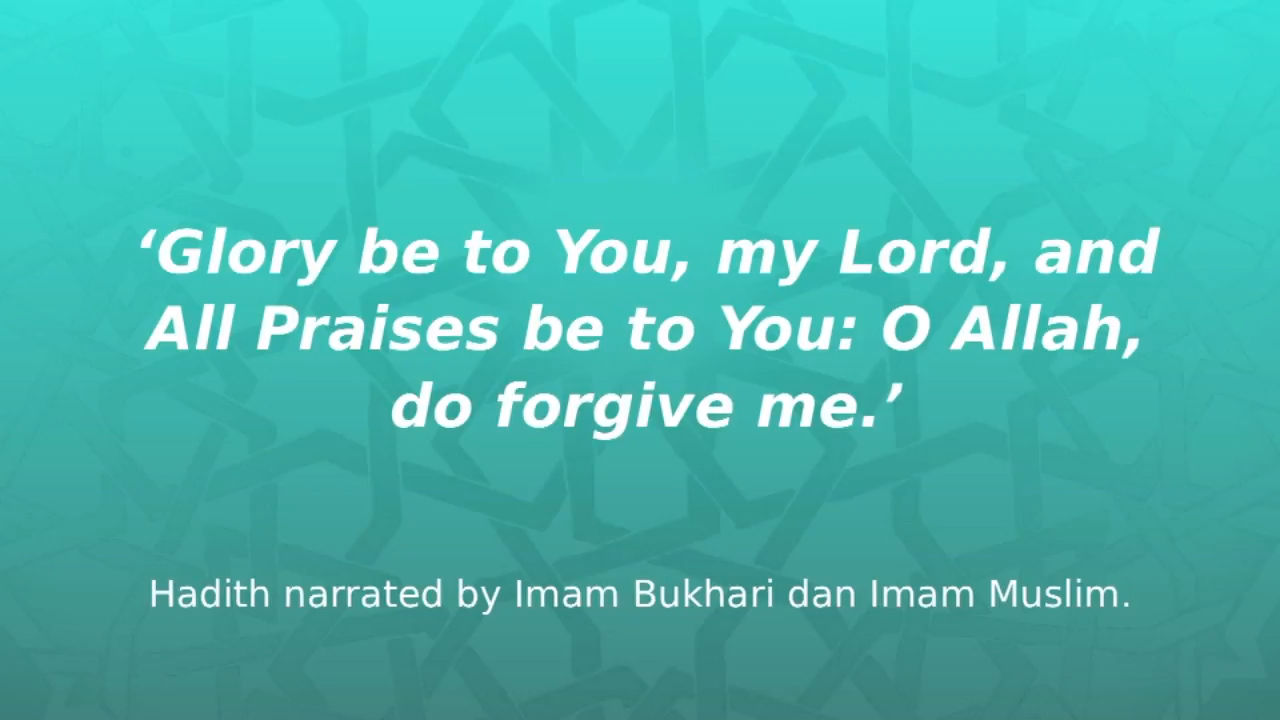 ‘Glory be to You, my Lord, and
All Praises be to You: O Allah,
do forgive me.’
Hadith narrated by Imam Bukhari dan Imam Muslim.